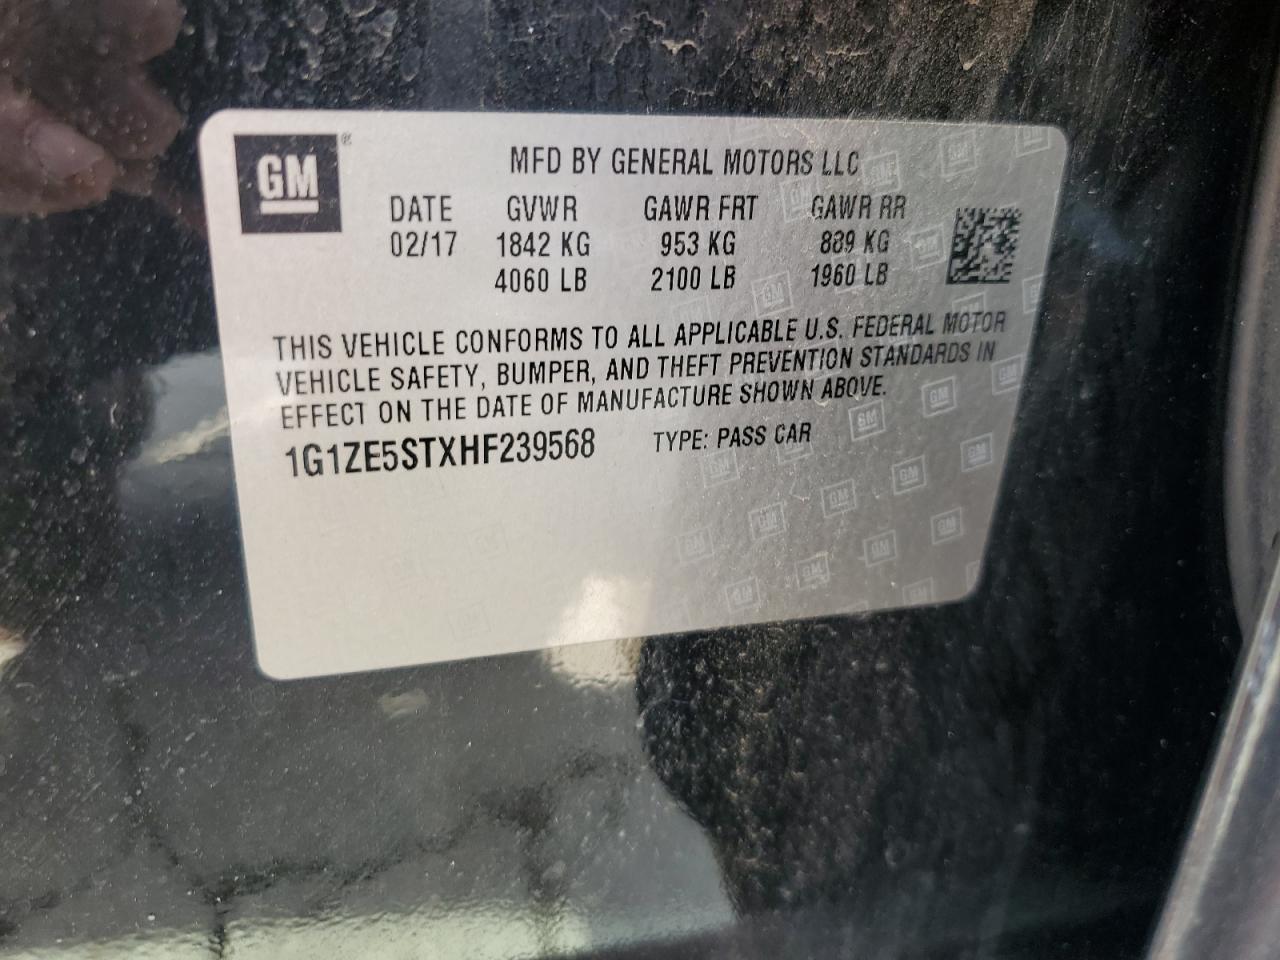 GM ®
MFD BY GENERAL MOTORS LLC
DATE GVWR GAWR FRT GAWR RR
02/17 1842 KG 953 KG 889 KG
4060 LB 2100 LB 1960 LB
THIS VEHICLE CONFORMS TO ALL APPLICABLE U.S. FEDERAL MOTOR
VEHICLE SAFETY, BUMPER, AND THEFT PREVENTION STANDARDS IN
EFFECT ON THE DATE OF MANUFACTURE SHOWN ABOVE.
1G1ZE5STXHF239568 TYPE: PASS CAR